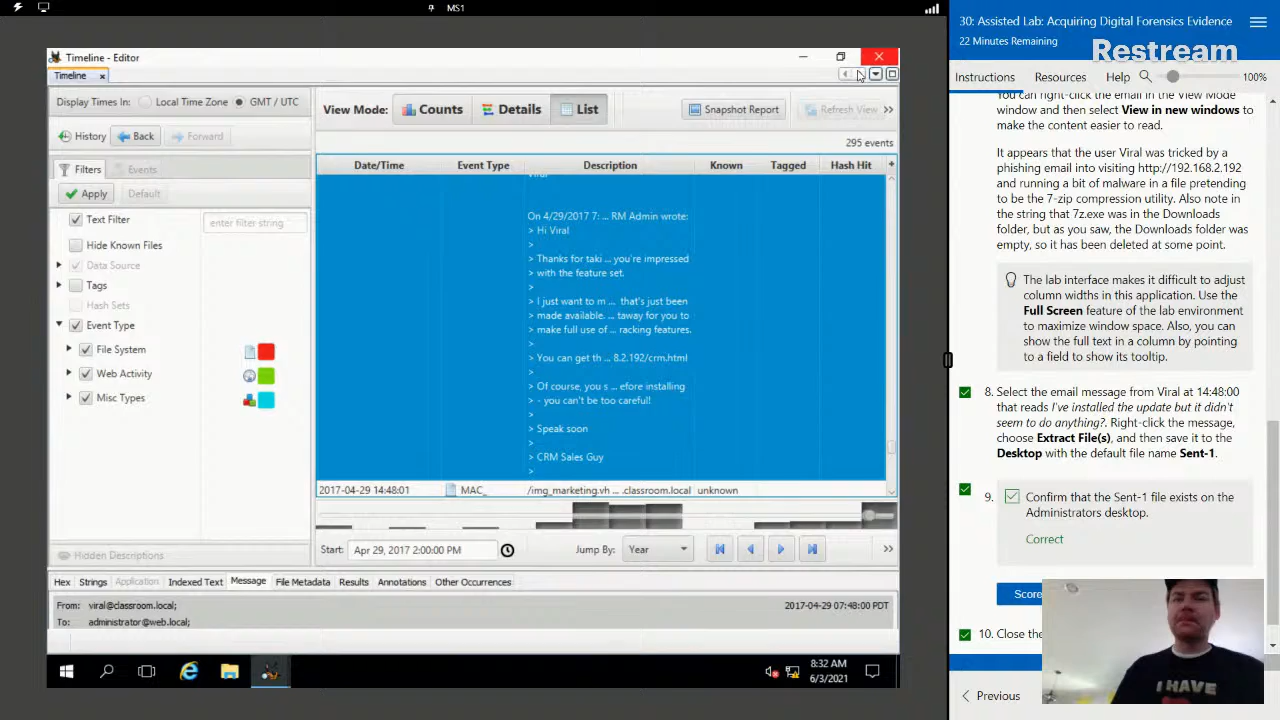 MS1
30: Assisted Lab: Acquiring Digital Forensics Evidence
22 Minutes Remaining
Restream
Instructions
Resources
Help
100%
Timeline - Editor
Timeline
Display Times In:
Local Time Zone
GMT / UTC
History
Back
Forward
Filters
Events
Apply
Default
Text Filter
enter filter string
Hide Known Files
Data Source
Tags
Hash Sets
Event Type
File System
Web Activity
Misc Types
Hidden Descriptions
View Mode:
Counts
Details
List
Snapshot Report
Refresh View
295 events
Date/Time
Event Type
Description
Known
Tagged
Hash Hit
Viral
On 4/29/2017 7: ... RM Admin wrote:
> Hi Viral
>
> Thanks for taki ... you're impressed
> with the feature set.
>
> I just want to m ... that's just been
> made available. ... taway for you to
> make full use of ... racking features.
>
> You can get th ... 8.2.192/crm.html
>
> Of course, you s ... efore installing
> - you can't be too careful!
>
> Speak soon
>
> CRM Sales Guy
>
2017-04-29 14:48:01
MAC_
/img_marketing.vh ... .classroom.local
unknown
Start:
Apr 29, 2017 2:00:00 PM
Jump By:
Year
Hex
Strings
Application
Indexed Text
Message
File Metadata
Results
Annotations
Other Occurrences
From:
viral@classroom.local;
2017-04-29 07:48:00 PDT
To:
administrator@web.local;
8:32 AM
6/3/2021
You can right-click the email in the View Mode
window and then select View in new windows to
make the content easier to read.
It appears that the user Viral was tricked by a
phishing email into visiting http://192.168.2.192
and running a bit of malware in a file pretending
to be the 7-zip compression utility. Also note in
the string that 7z.exe was in the Downloads
folder, but as you saw, the Downloads folder was
empty, so it has been deleted at some point.
The lab interface makes it difficult to adjust
column widths in this application. Use the
Full Screen feature of the lab environment
to maximize window space. Also, you can
show the full text in a column by pointing
to a field to show its tooltip.
8. Select the email message from Viral at 14:48:00
that reads I've installed the update but it didn't
seem to do anything?. Right-click the message,
choose Extract File(s), and then save it to the
Desktop with the default file name Sent-1.
9. Confirm that the Sent-1 file exists on the
Administrators desktop.
Correct
Score
10. Close the
Previous
I HAVE